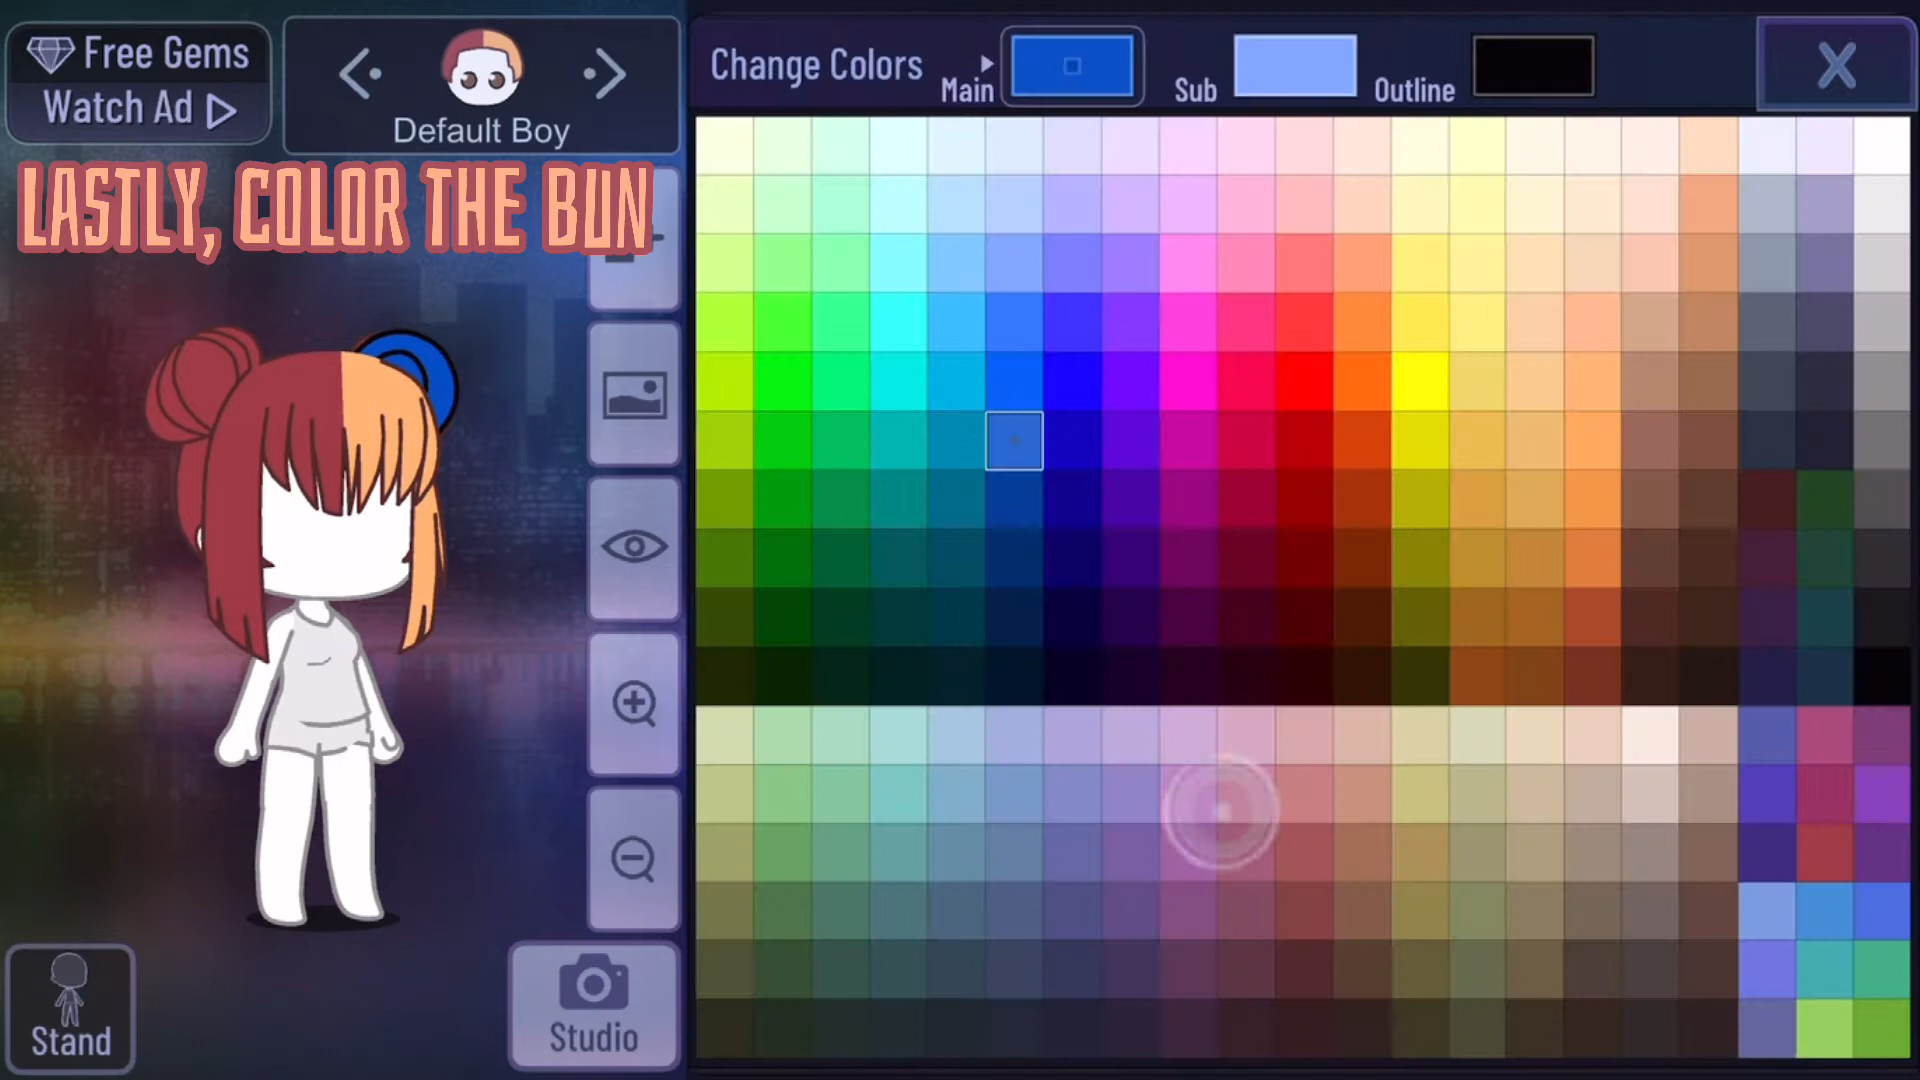 Free Gems
Watch Ad
Default Boy
Change Colors
Main
Sub
Outline
X
LASTLY, COLOR THE BUN
Stand
Studio